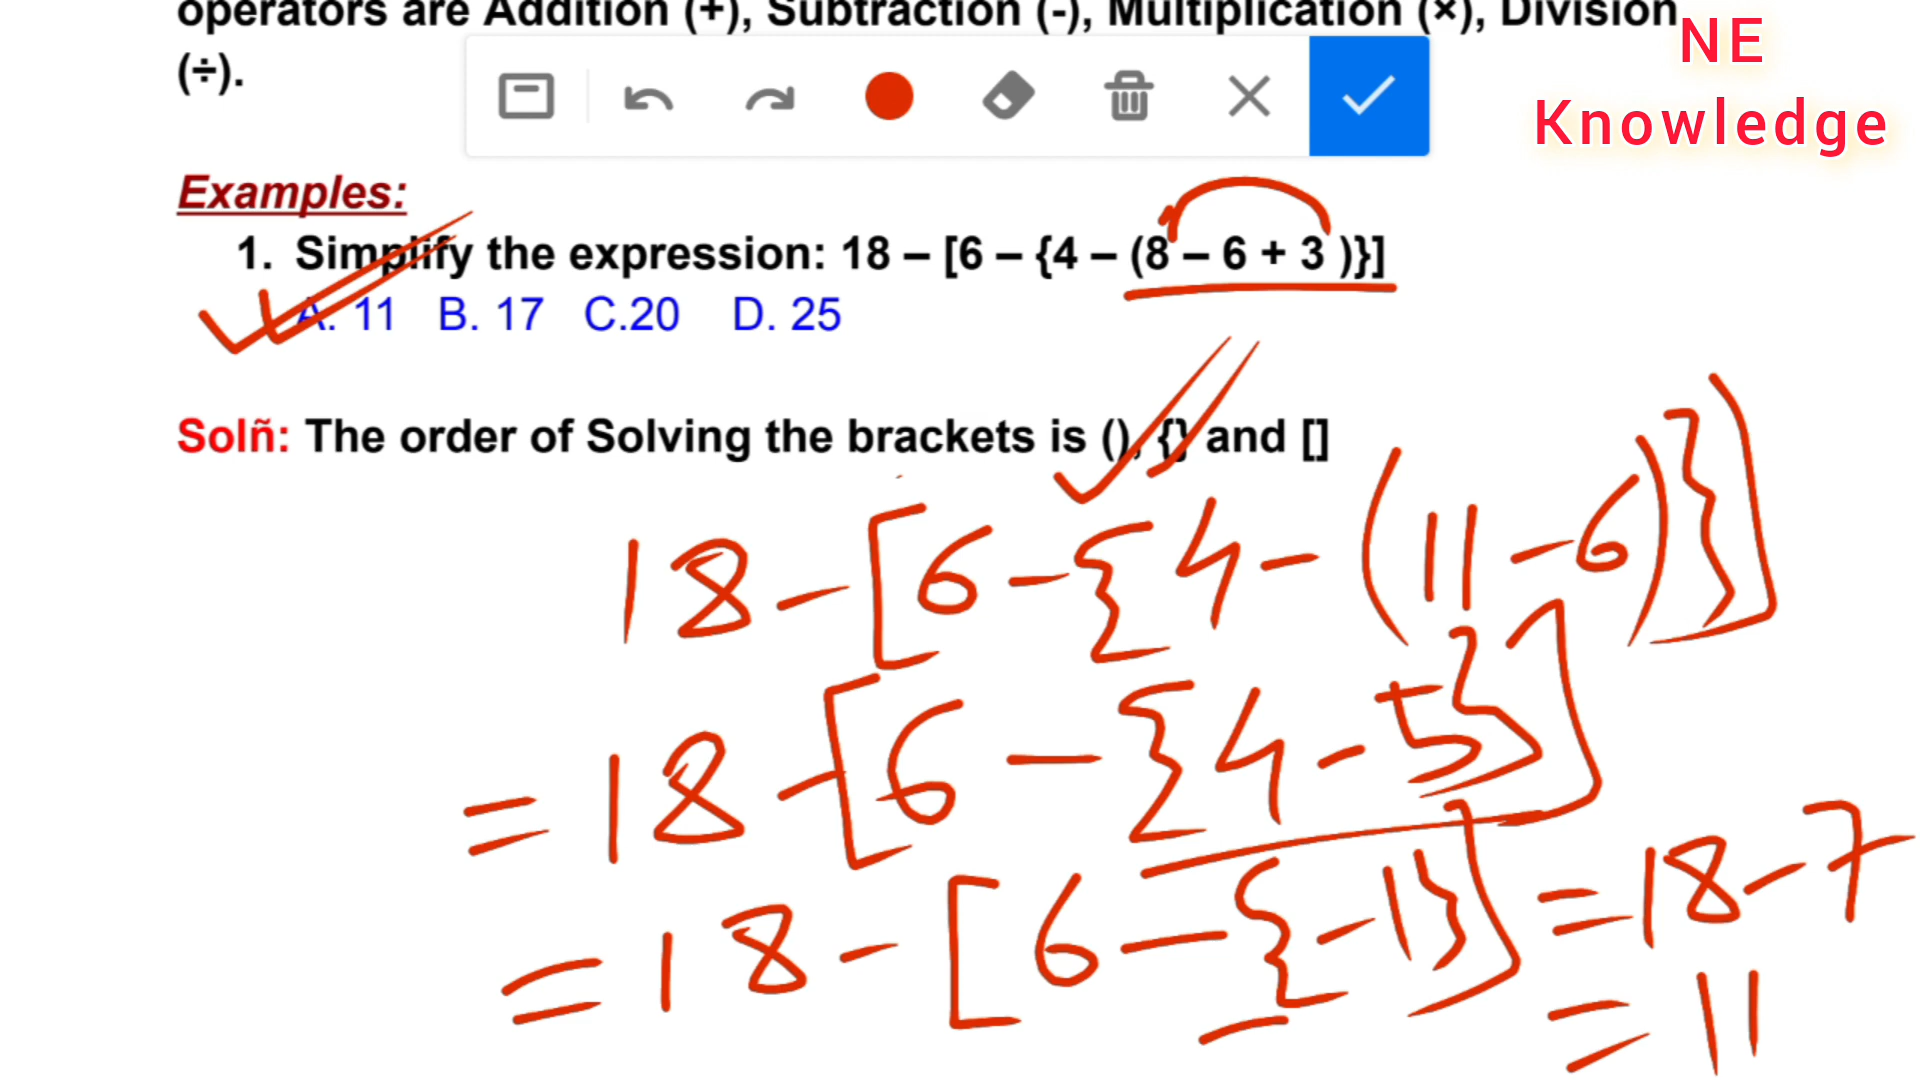 operators are Addition (+), Subtraction (-), Multiplication (×), Division
(÷).
NE
Knowledge
Examples:
1. Simplify the expression: 18 – [6 – {4 – (8 – 6 + 3 )}]
A. 11 B. 17 C.20 D. 25
Solñ: The order of Solving the brackets is (), {} and []
18 - [6 - {4 - (11 - 6)}]
= 18 - [6 - {4 - 5}]
= 18 - [6 - {-1}] = 18 - 7
= 11